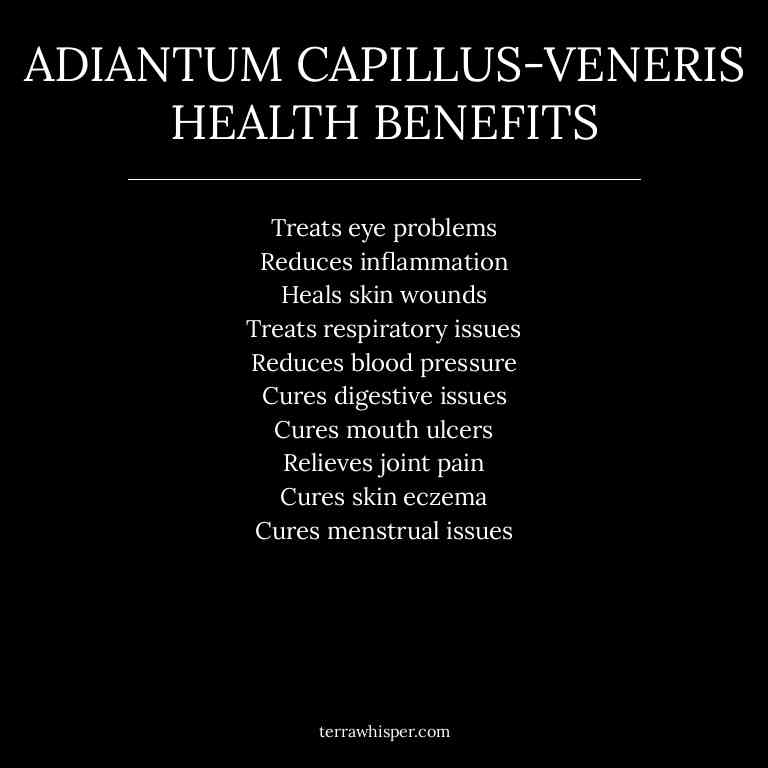 ADIANTUM CAPILLUS-VENERIS
HEALTH BENEFITS
Treats eye problems
Reduces inflammation
Heals skin wounds
Treats respiratory issues
Reduces blood pressure
Cures digestive issues
Cures mouth ulcers
Relieves joint pain
Cures skin eczema
Cures menstrual issues
terrawhisper.com